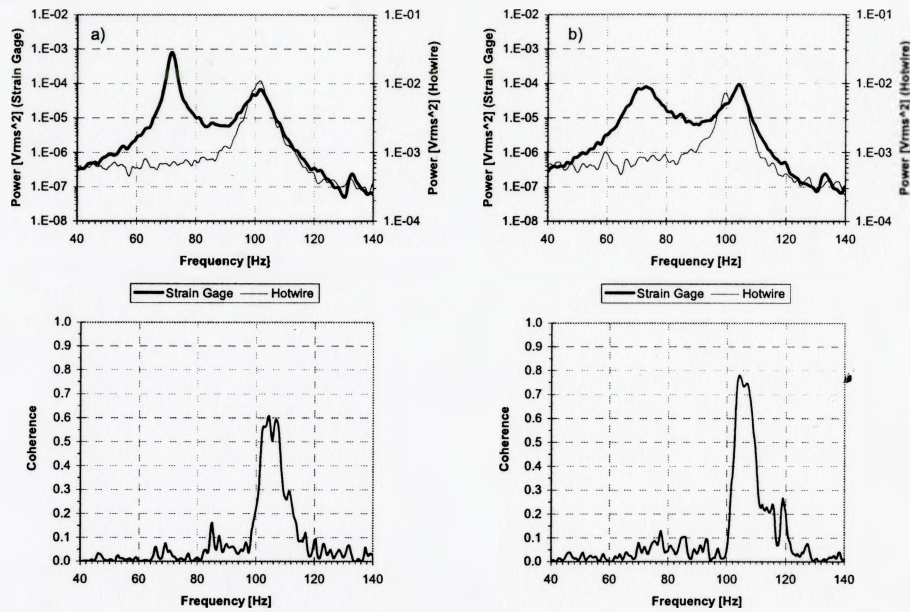 a)
Power [Vrms^2] (Strain Gage)
1.E-02
1.E-03
1.E-04
1.E-05
1.E-06
1.E-07
1.E-08
Power [Vrms^2] (Hotwire)
1.E-01
1.E-02
1.E-03
1.E-04
40 60 80 100 120 140
Frequency [Hz]
Strain Gage Hotwire
b)
Power [Vrms^2] (Strain Gage)
1.E-02
1.E-03
1.E-04
1.E-05
1.E-06
1.E-07
1.E-08
Power [Vrms^2] (Hotwire)
1.E-01
1.E-02
1.E-03
1.E-04
40 60 80 100 120 140
Frequency [Hz]
Strain Gage Hotwire
Coherence
1.0
0.9
0.8
0.7
0.6
0.5
0.4
0.3
0.2
0.1
0.0
40 60 80 100 120 140
Frequency [Hz]
Coherence
1.0
0.9
0.8
0.7
0.6
0.5
0.4
0.3
0.2
0.1
0.0
40 60 80 100 120 140
Frequency [Hz]